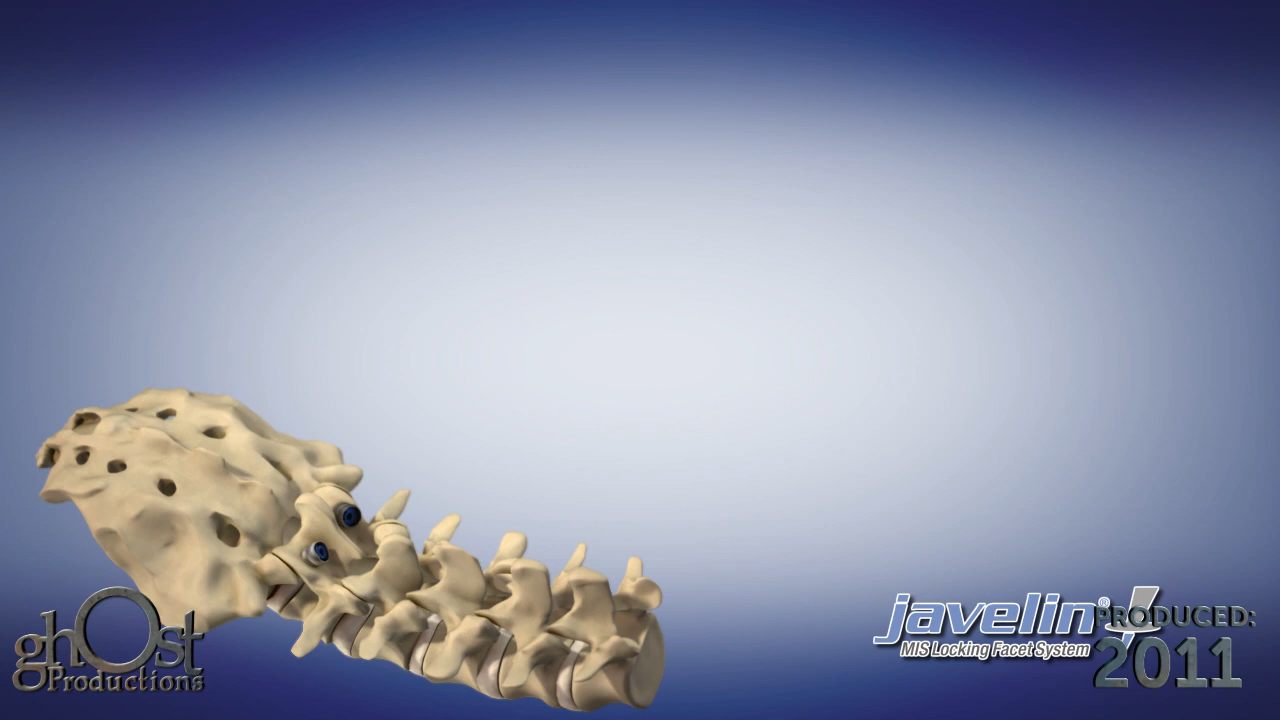 ghost
Productions
javelin®
MIS Locking Facet System
PRODUCED:
2011